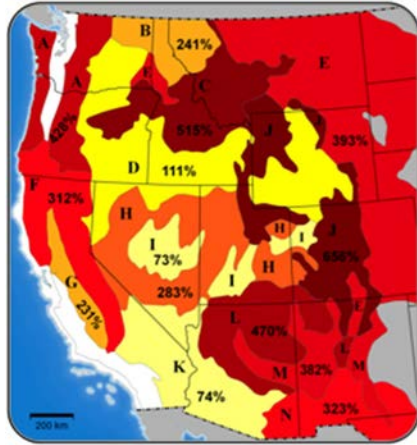 A
B
241%
A
E
C
E
J
J
393%
428%
515%
D
111%
F
312%
H
J
H
I
656%
I
73%
H
I
283%
G
231%
L
470%
L
K
M
382%
M
74%
N
323%
200 km